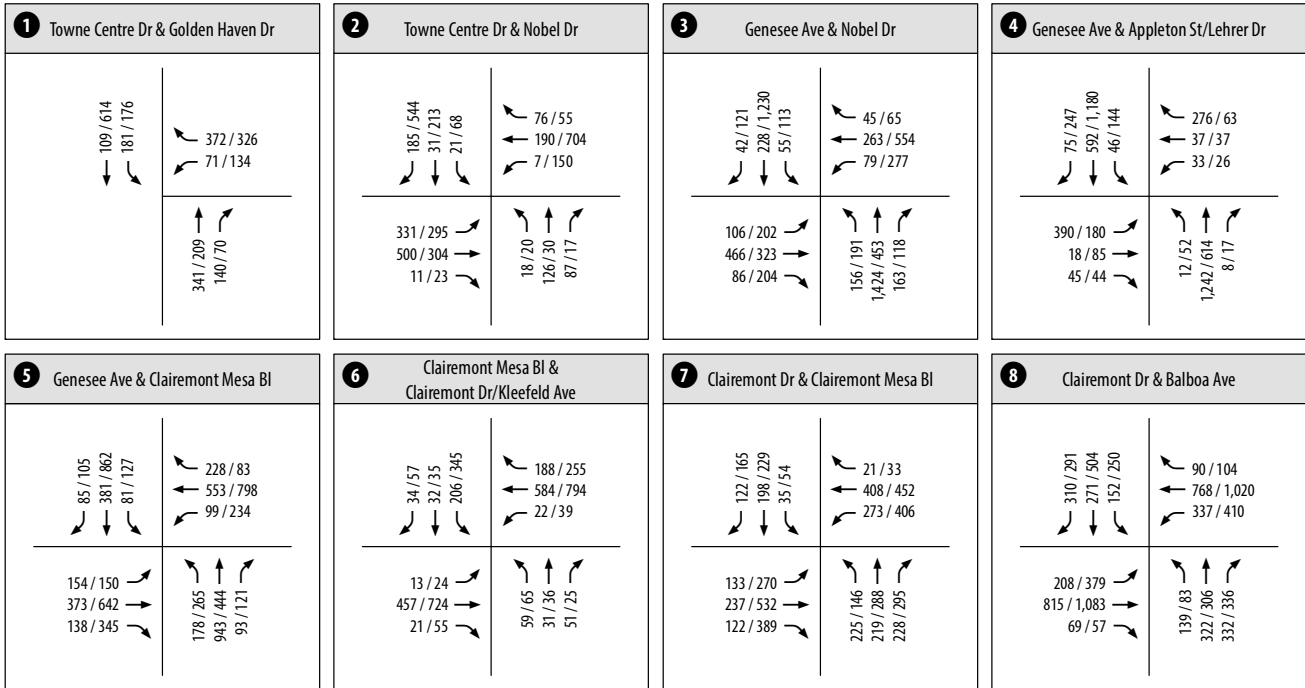 1 Towne Centre Dr & Golden Haven Dr
109 / 614
181 / 176
372 / 326
71 / 134
341 / 209
140 / 70
2 Towne Centre Dr & Nobel Dr
185 / 544
31 / 213
21 / 68
76 / 55
190 / 704
7 / 150
331 / 295
500 / 304
11 / 23
18 / 20
126 / 30
87 / 17
3 Genesee Ave & Nobel Dr
42 / 121
228 / 1,230
55 / 113
45 / 65
263 / 554
79 / 277
106 / 202
466 / 323
86 / 204
156 / 191
1,424 / 453
163 / 118
4 Genesee Ave & Appleton St/Lehrer Dr
75 / 247
592 / 1,180
46 / 144
276 / 63
37 / 37
33 / 26
390 / 180
18 / 85
45 / 44
12 / 52
1,242 / 614
8 / 17
5 Genesee Ave & Clairemont Mesa Bl
85 / 105
381 / 862
81 / 127
228 / 83
553 / 798
99 / 234
154 / 150
373 / 642
138 / 345
178 / 265
943 / 444
93 / 121
6 Clairemont Mesa Bl &
Clairemont Dr/Kleefeld Ave
34 / 57
32 / 35
206 / 345
188 / 255
584 / 794
22 / 39
13 / 24
457 / 724
21 / 55
59 / 65
31 / 36
51 / 25
7 Clairemont Dr & Clairemont Mesa Bl
122 / 165
198 / 229
35 / 54
21 / 33
408 / 452
273 / 406
133 / 270
237 / 532
122 / 389
225 / 146
219 / 288
228 / 295
8 Clairemont Dr & Balboa Ave
310 / 291
271 / 504
152 / 250
90 / 104
768 / 1,020
337 / 410
208 / 379
815 / 1,083
69 / 57
139 / 83
322 / 306
332 / 336